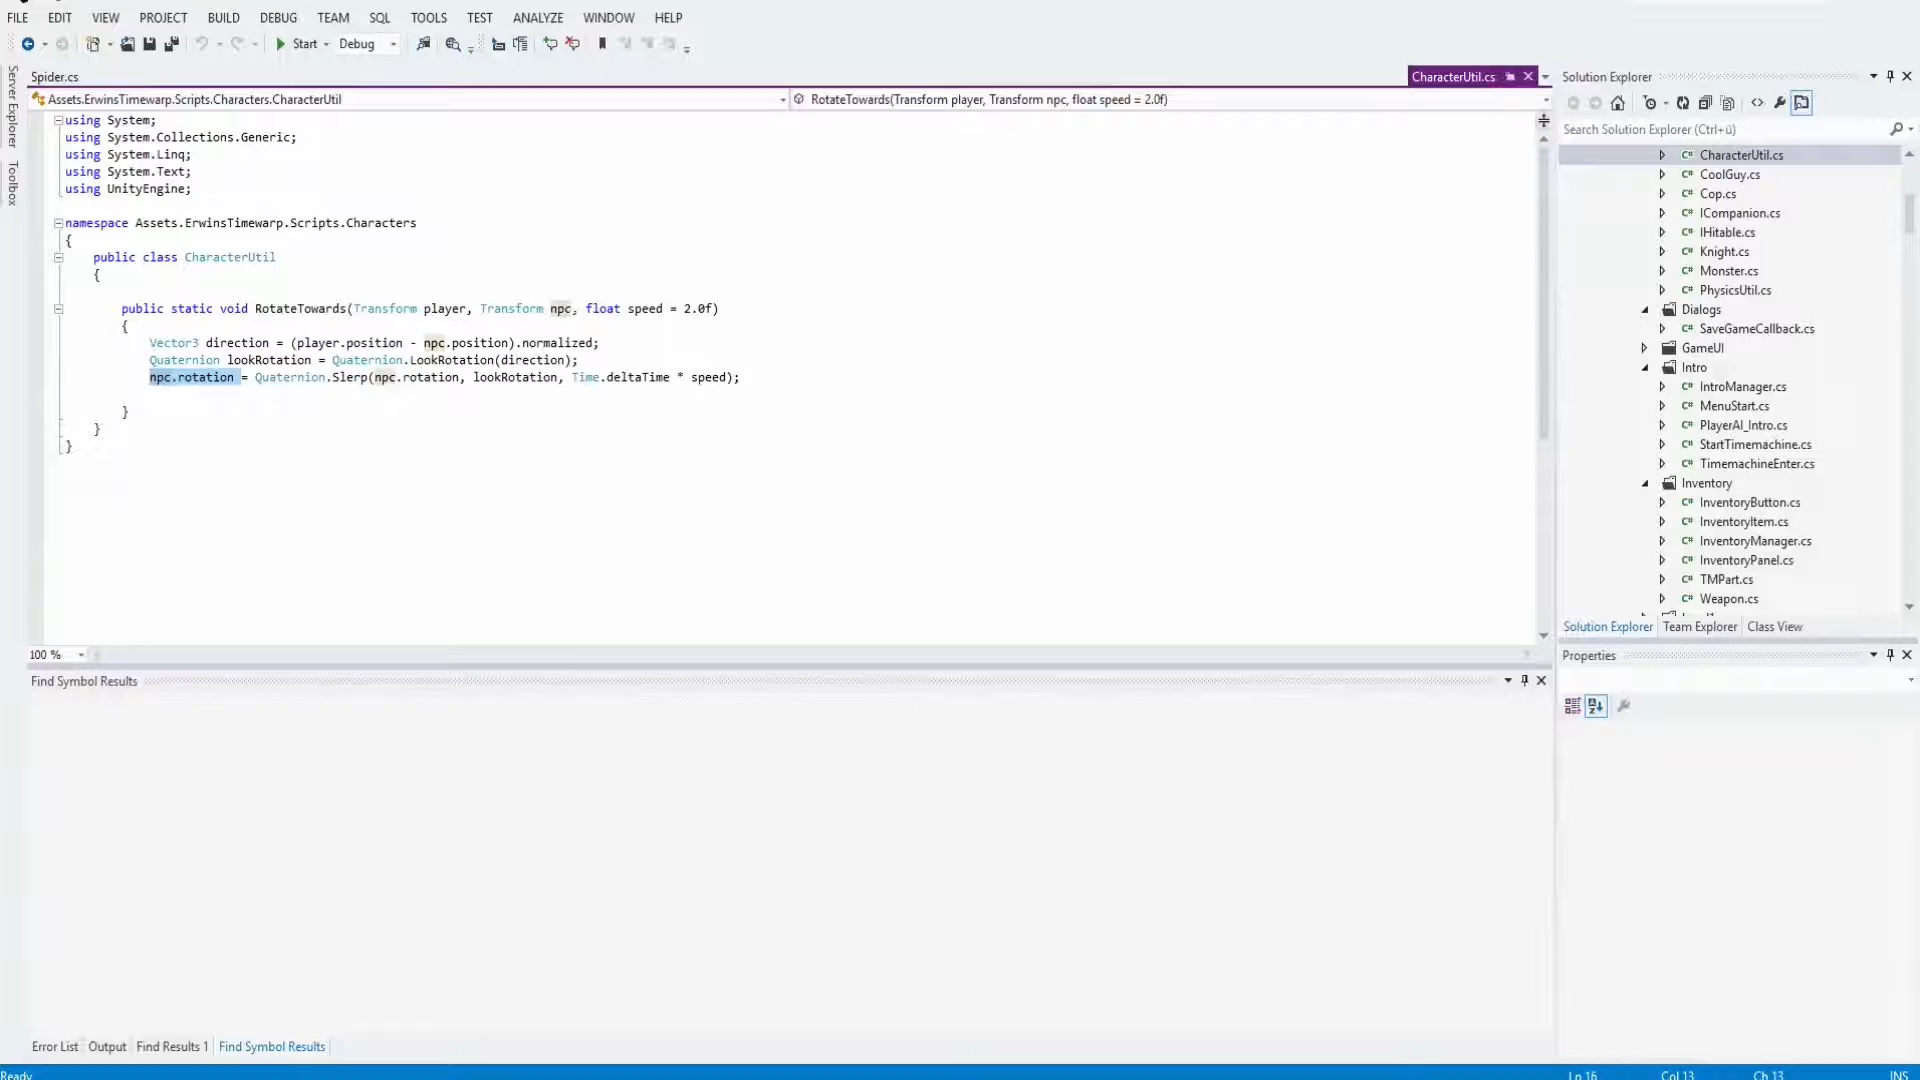 FILE EDIT VIEW PROJECT BUILD DEBUG TEAM SQL TOOLS TEST ANALYZE WINDOW HELP
Start Debug
Server Explorer
Toolbox
Spider.cs
CharacterUtil.cs
Assets.ErwinsTimewarp.Scripts.Characters.CharacterUtil
RotateTowards(Transform player, Transform npc, float speed = 2.0f)
using System;
using System.Collections.Generic;
using System.Linq;
using System.Text;
using UnityEngine;
namespace Assets.ErwinsTimewarp.Scripts.Characters
{
public class CharacterUtil
{
public static void RotateTowards(Transform player, Transform npc, float speed = 2.0f)
{
Vector3 direction = (player.position - npc.position).normalized;
Quaternion lookRotation = Quaternion.LookRotation(direction);
npc.rotation = Quaternion.Slerp(npc.rotation, lookRotation, Time.deltaTime * speed);
}
}
}
100 %
Find Symbol Results
Error List Output Find Results 1 Find Symbol Results
Solution Explorer
Search Solution Explorer (Ctrl+ü)
C# CharacterUtil.cs
C# CoolGuy.cs
C# Cop.cs
C# ICompanion.cs
C# IHitable.cs
C# Knight.cs
C# Monster.cs
C# PhysicsUtil.cs
Dialogs
C# SaveGameCallback.cs
GameUI
Intro
C# IntroManager.cs
C# MenuStart.cs
C# PlayerAI_Intro.cs
C# StartTimemachine.cs
C# TimemachineEnter.cs
Inventory
C# InventoryButton.cs
C# InventoryItem.cs
C# InventoryManager.cs
C# InventoryPanel.cs
C# TMPart.cs
C# Weapon.cs
Solution Explorer Team Explorer Class View
Properties
Ready
Ln 16 Col 13 Ch 13 INS